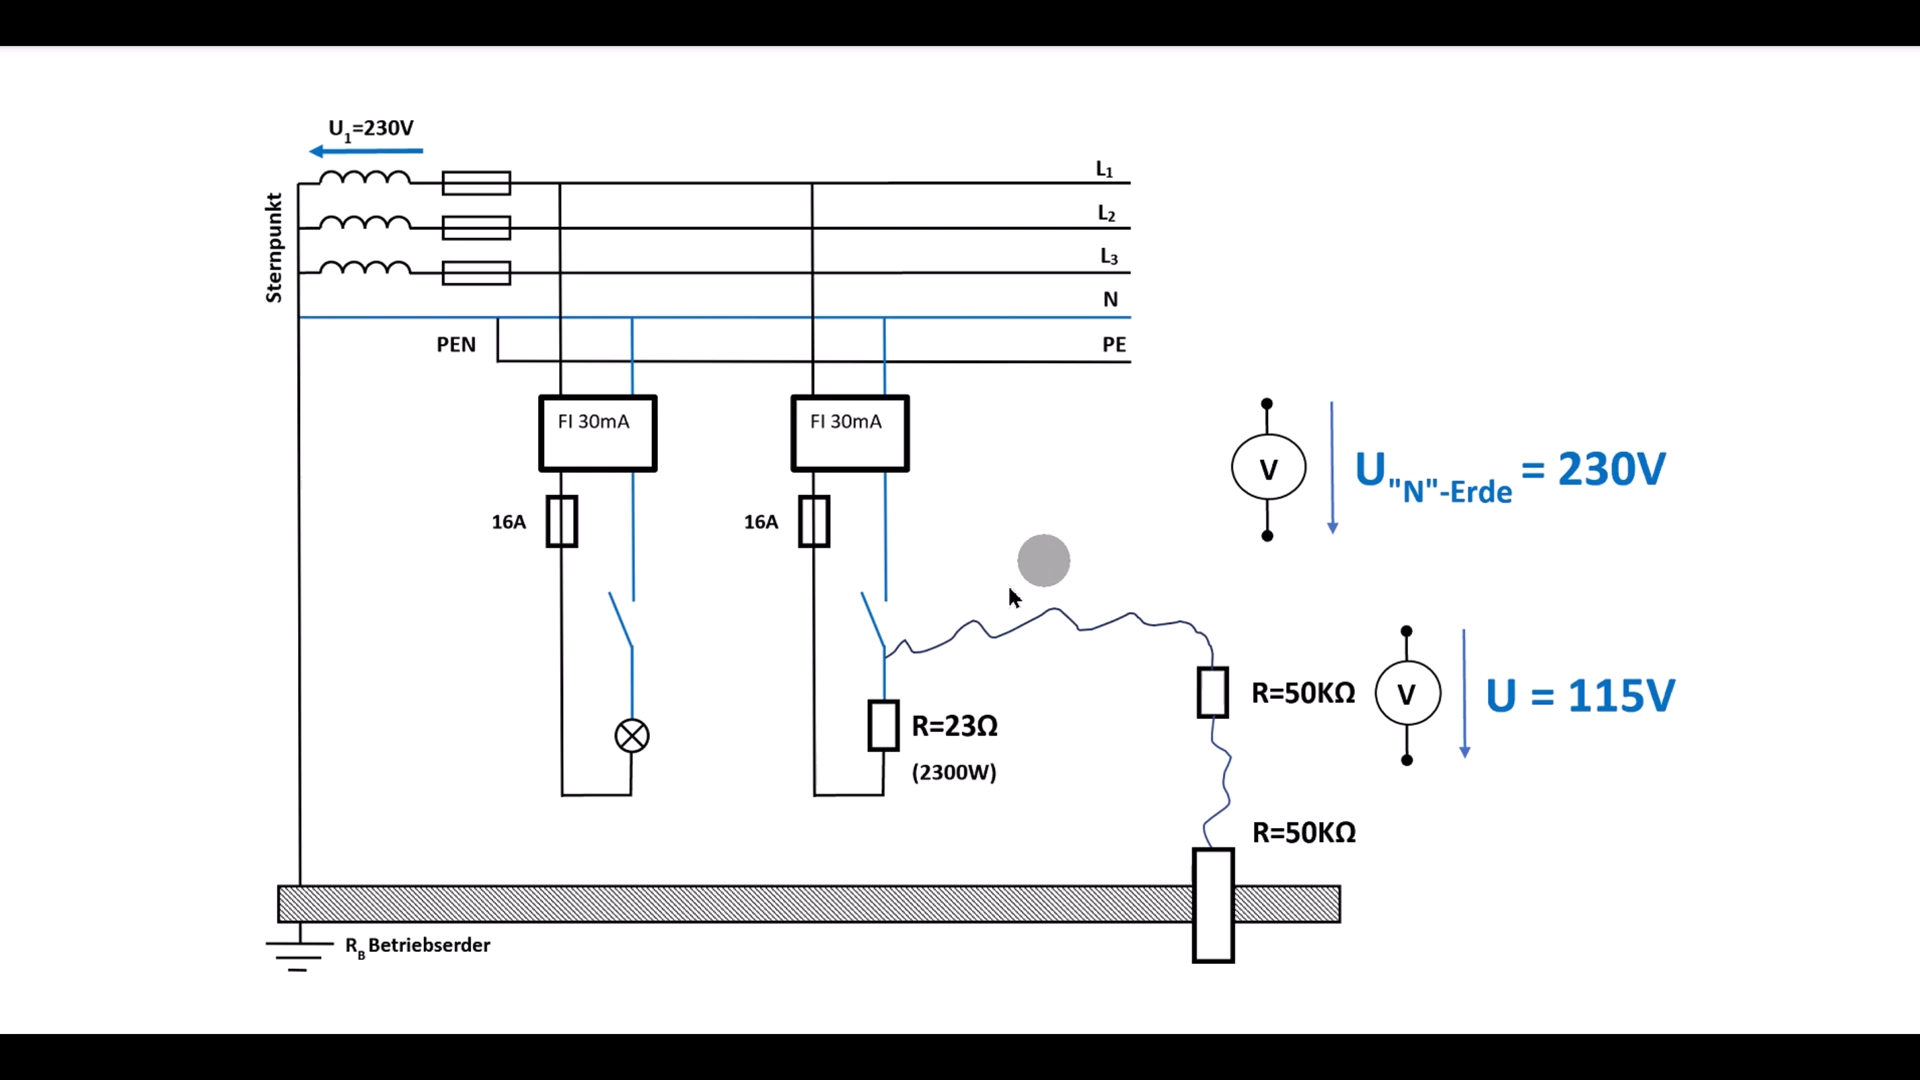 U₁=230V
Sternpunkt
L₁
L₂
L₃
N
PEN
PE
FI 30mA
FI 30mA
V
U"N"-Erde = 230V
16A
16A
R=50KΩ
V
U = 115V
R=23Ω
(2300W)
R=50KΩ
RB Betriebserder